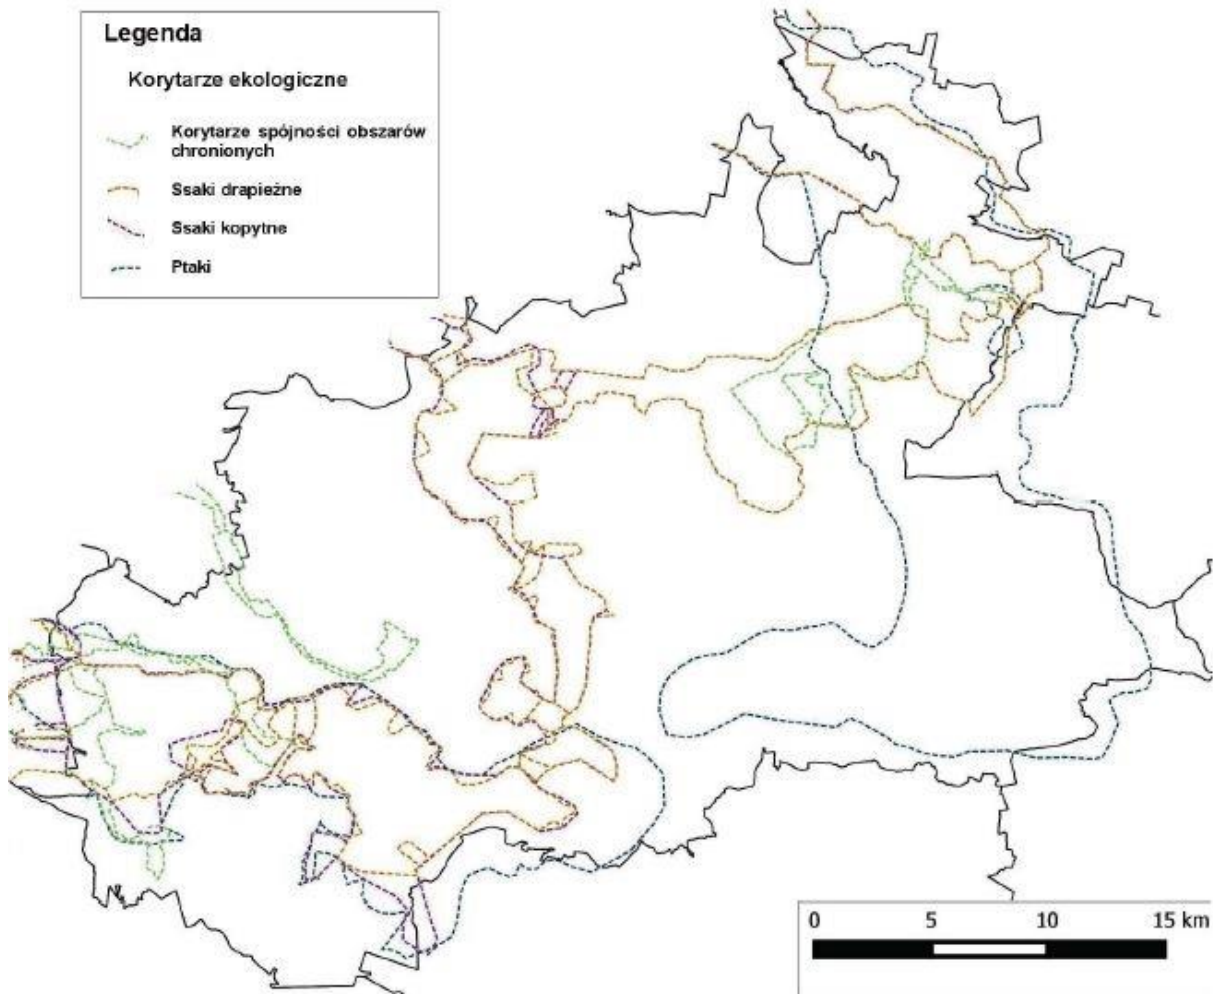 Legenda
Korytarze ekologiczne
Korytarze spójności obszarów
chronionych
Ssaki drapieżne
Ssaki kopytne
Ptaki
0 5 10 15 km